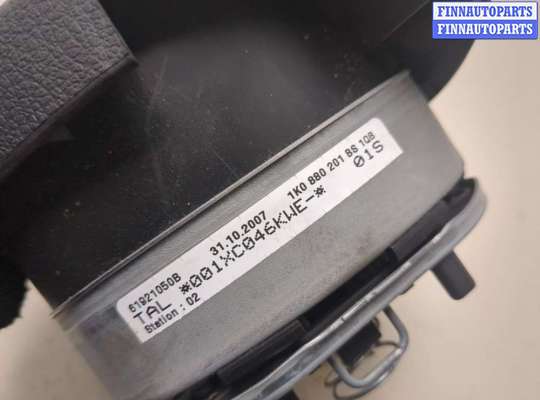 FINNAUTOPARTS
FINNAUTOPARTS
61921050B 31.10.2007 1K0 880 201 BS 1QB
TAL *001XC046KWE-* 01S
Station : 02